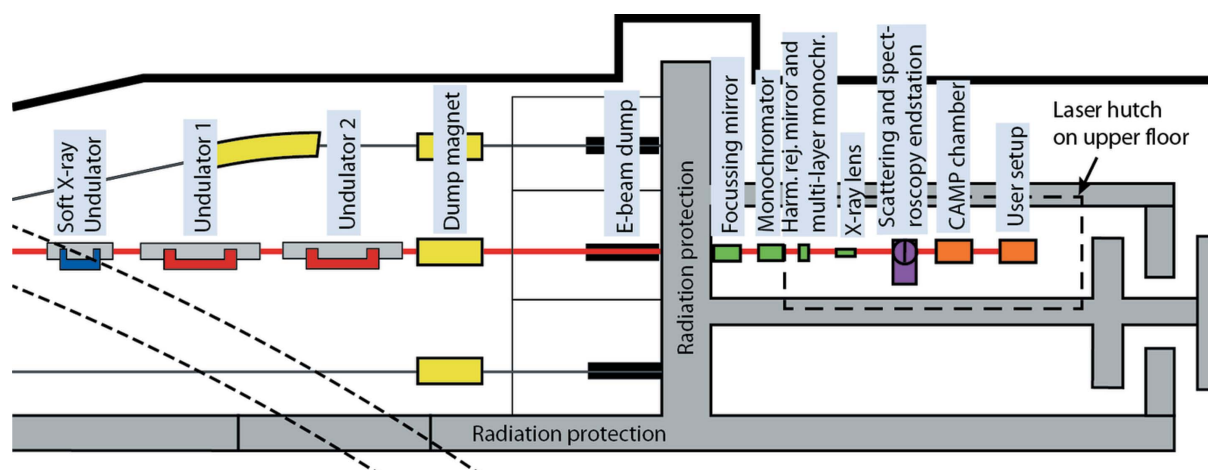 Soft X-ray
Undulator
Undulator 1
Undulator 2
Dump magnet
E-beam dump
Radiation protection
Focussing mirror
Monochromator
Harm. rej. mirror and
multi-layer monochr.
X-ray lens
Scattering and spect-
roscopy endstation
CAMP chamber
User setup
Laser hutch
on upper floor
Radiation protection